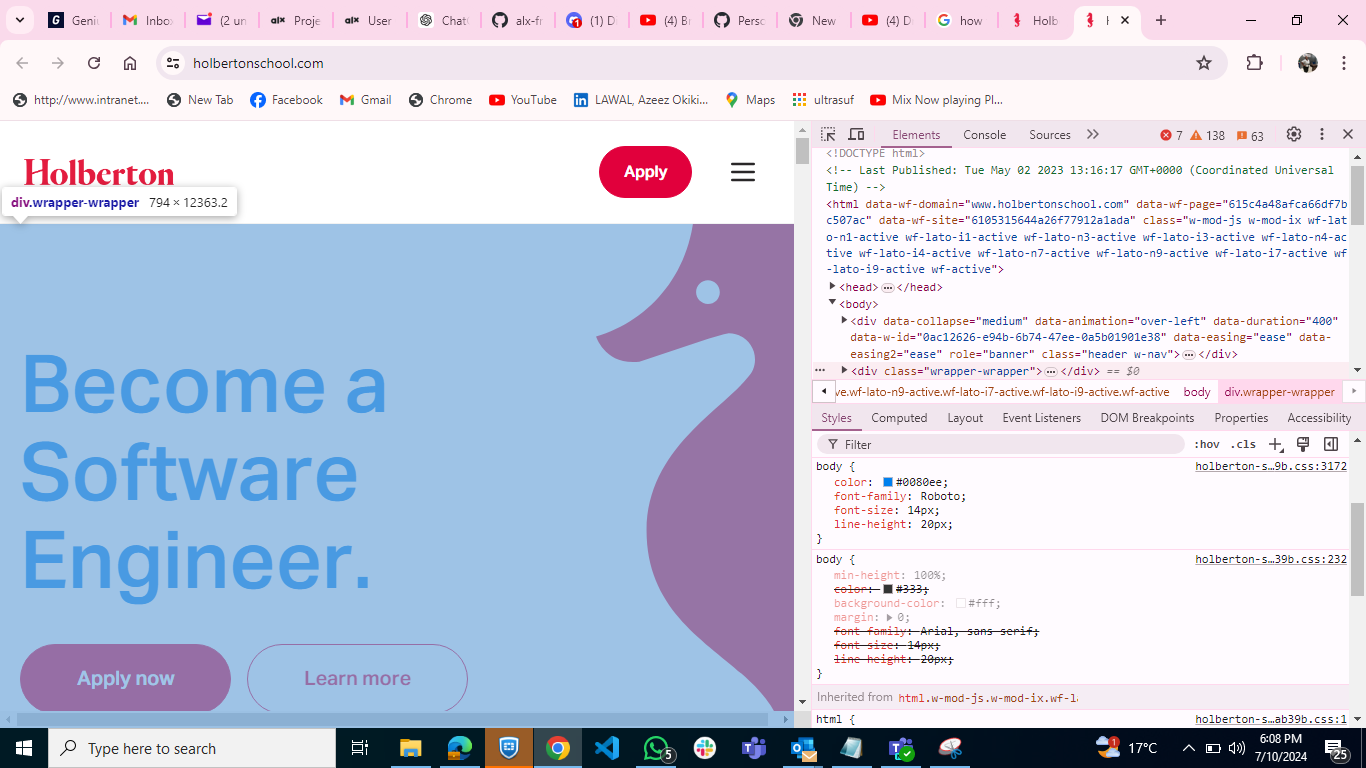 Geniu
Inbox
(2 un
alx
Proje
alx
User
Chat
alx-fr
(1) Di
(4) Br
Perso
New
(4) D
how
Holb
holbertonschool.com
http://www.intranet....
New Tab
Facebook
Gmail
Chrome
YouTube
LAWAL, Azeez Okiki...
Maps
ultrasuf
Mix Now playing Pl...
Holberton
Apply
div.wrapper-wrapper 794 × 12363.2
Become a
Software
Engineer.
Apply now
Learn more
Elements
Console
Sources
7
138
63
<!DOCTYPE html>
<!-- Last Published: Tue May 02 2023 13:16:17 GMT+0000 (Coordinated Universal
Time) -->
<html data-wf-domain="www.holbertonschool.com" data-wf-page="615c4a48afca66df7b
c507ac" data-wf-site="6105315644a26f77912a1ada" class="w-mod-js w-mod-ix wf-lat
o-n1-active wf-lato-i1-active wf-lato-n3-active wf-lato-i3-active wf-lato-n4-ac
tive wf-lato-i4-active wf-lato-n7-active wf-lato-n9-active wf-lato-i7-active wf
-lato-i9-active wf-active">
<head> </head>
<body>
<div data-collapse="medium" data-animation="over-left" data-duration="400"
data-w-id="0ac12626-e94b-6b74-47ee-0a5b01901e38" data-easing="ease" data-
easing2="ease" role="banner" class="header w-nav"> </div>
<div class="wrapper-wrapper"> </div> == $0
ve.wf-lato-n9-active.wf-lato-i7-active.wf-lato-i9-active.wf-active
body
div.wrapper-wrapper
Styles
Computed
Layout
Event Listeners
DOM Breakpoints
Properties
Accessibility
Filter
:hov
.cls
body {
holberton-s…9b.css:3172
color: #0080ee;
font-family: Roboto;
font-size: 14px;
line-height: 20px;
}
body {
holberton-s…39b.css:232
min-height: 100%;
color: #333;
background-color: #fff;
margin: 0;
font-family: Arial, sans-serif;
font-size: 14px;
line-height: 20px;
}
Inherited from html.w-mod-js.w-mod-ix.wf-l
html {
holberton-s…ab39b.css:1
Type here to search
5
1
17°C
6:08 PM
7/10/2024
25